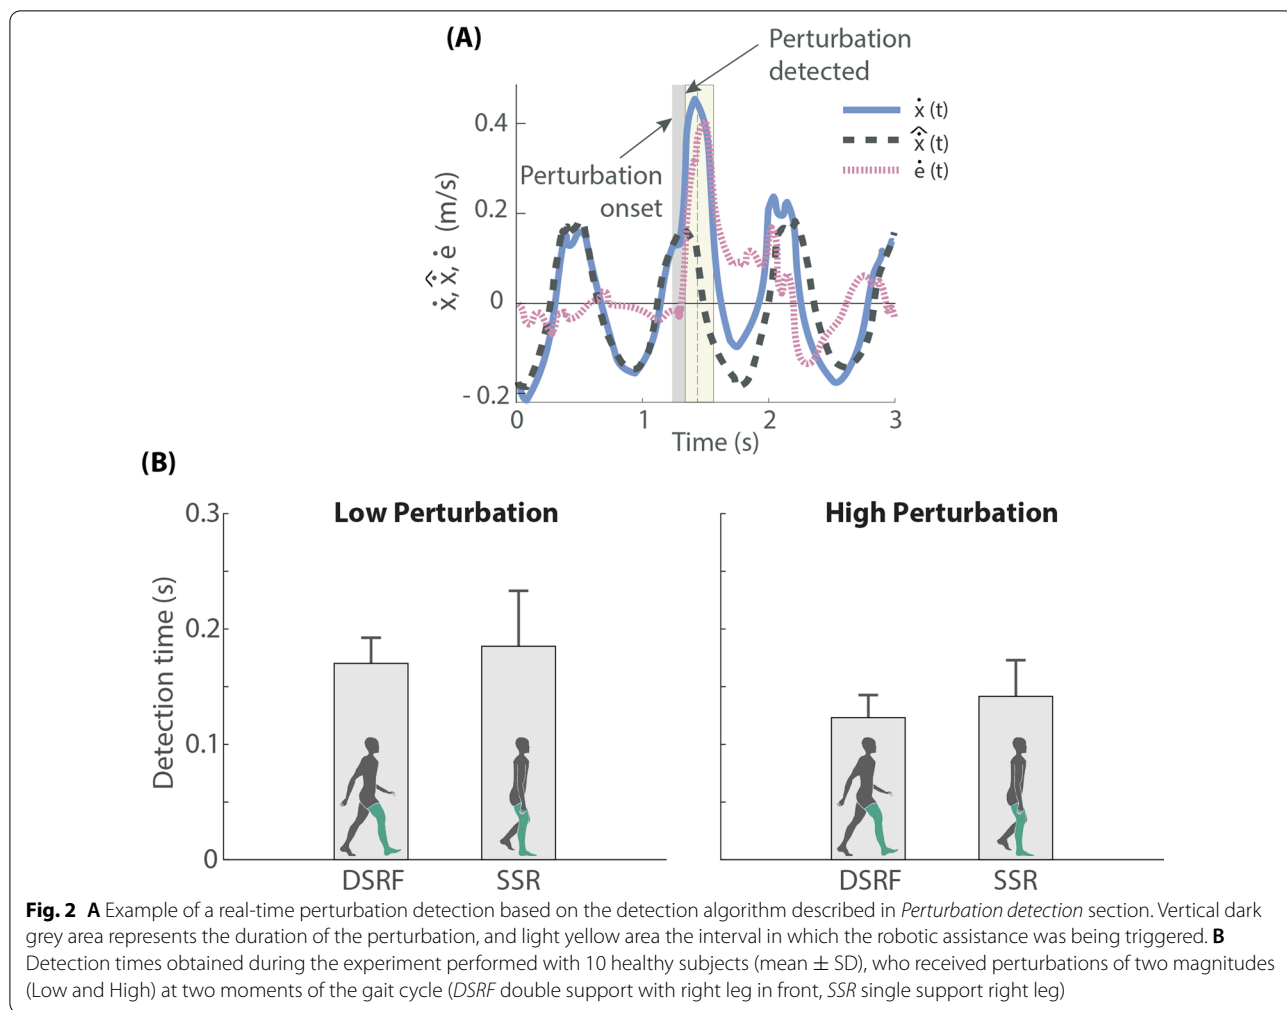 (A)
Perturbation
detected
ẋ (t)
0.4
x̂̇ (t)
ė (t)
Perturbation
onset
0.2
ẋ, x̂̇, ė (m/s)
0
- 0.2
0 1 2 3
Time (s)
(B)
0.3
Low Perturbation
High Perturbation
0.2
Detection time (s)
0.1
0
DSRF SSR DSRF SSR
Fig. 2 A Example of a real-time perturbation detection based on the detection algorithm described in Perturbation detection section. Vertical dark
grey area represents the duration of the perturbation, and light yellow area the interval in which the robotic assistance was being triggered. B
Detection times obtained during the experiment performed with 10 healthy subjects (mean ± SD), who received perturbations of two magnitudes
(Low and High) at two moments of the gait cycle (DSRF double support with right leg in front, SSR single support right leg)